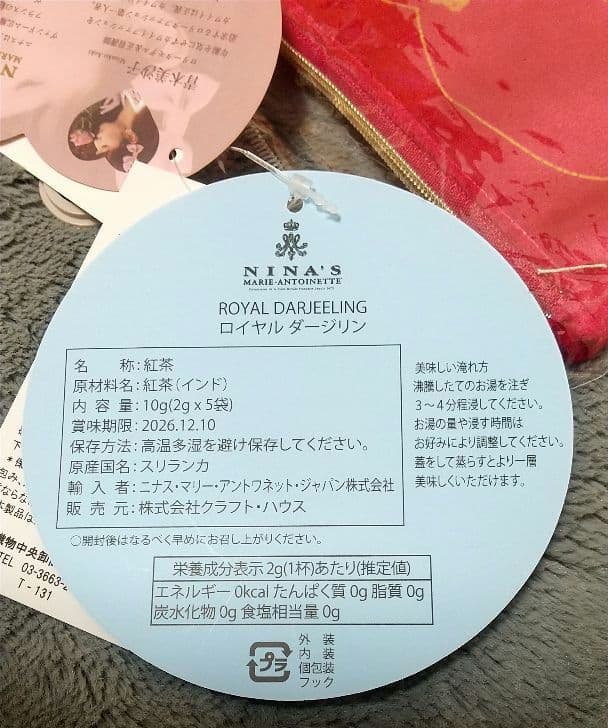 青木美沙子
NINA'S
MARIE-ANTOINETTE
ROYAL DARJEELING
ロイヤル ダージリン
名　　称:紅茶
原材料名:紅茶(インド)
内 容 量:10g(2g x 5袋)
賞味期限:2026.12.10
保存方法:高温多湿を避け保存してください。
原産国名:スリランカ
輸 入 者:ニナス・マリー・アントワネット・ジャパン株式会社
販 売 元:株式会社クラフト・ハウス
美味しい淹れ方
沸騰したてのお湯を注ぎ
3～4分程浸してください。
お湯の量や浸す時間は
お好みにより調整してください。
蓋をして蒸らすとより一層
美味しくいただけます。
○開封後はなるべく早めにお召し上がりください。
栄養成分表示 2g(1杯)あたり(推定値)
エネルギー 0kcal たんぱく質 0g 脂質 0g
炭水化物 0g 食塩相当量 0g
プラ
外　装
内　装
個包装
フック
TEL 03-3663-2
T-131